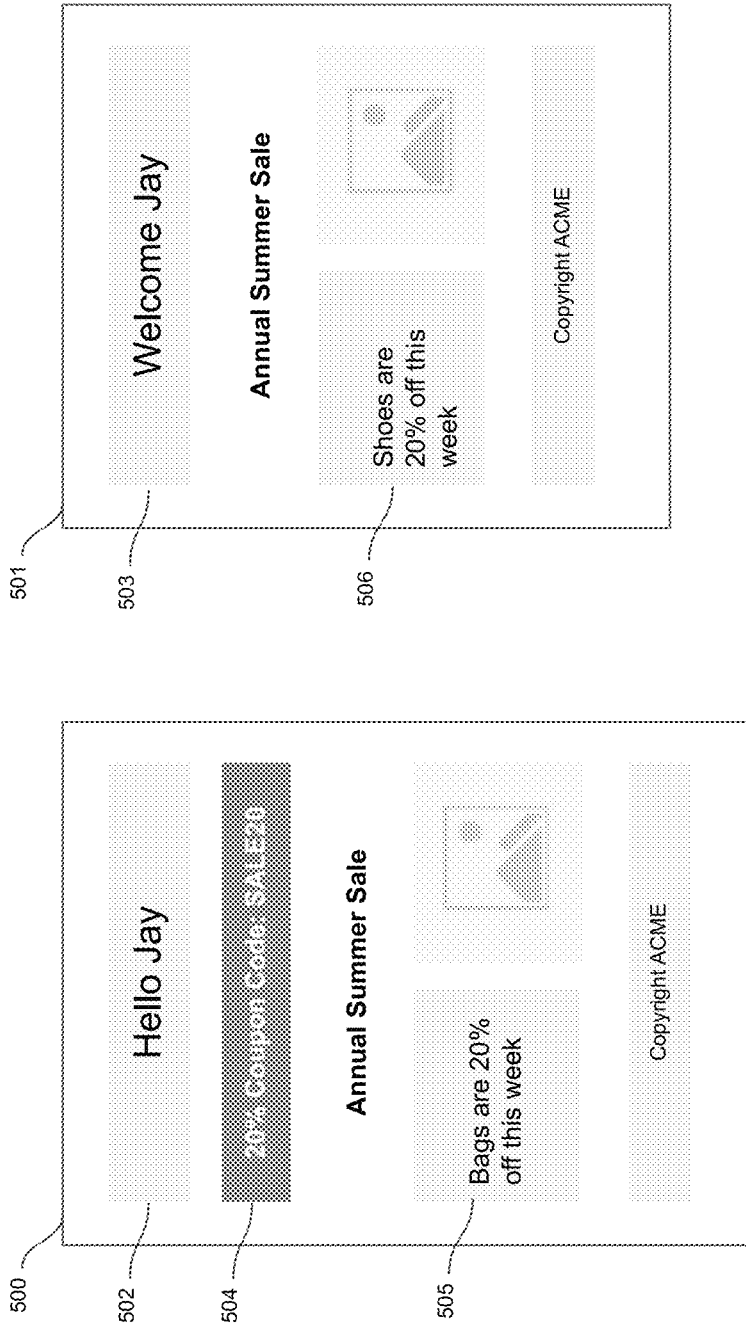 500
502
Hello Jay
504
20% Coupon Code: SALE20
Annual Summer Sale
505
Bags are 20%
off this week
Copyright ACME
501
503
Welcome Jay
Annual Summer Sale
506
Shoes are
20% off this
week
Copyright ACME